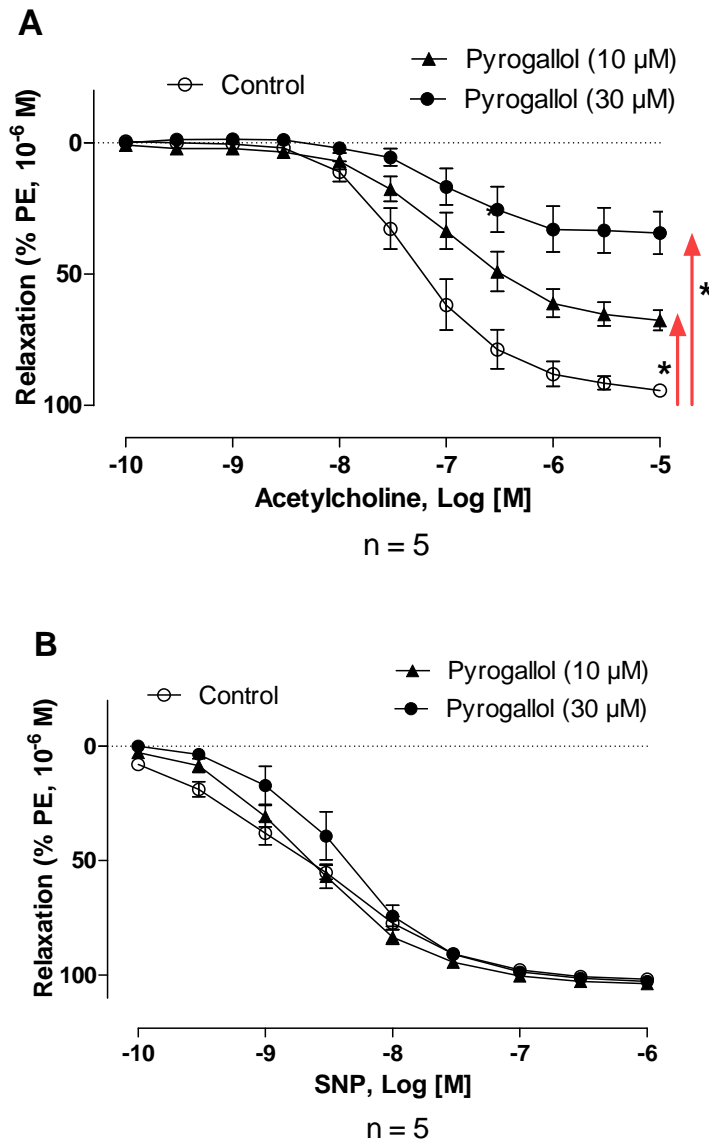 A
Control
Pyrogallol (10 µM)
Pyrogallol (30 µM)
Relaxation (% PE, 10⁻⁶ M)
0
50
100
*
*
*
-10 -9 -8 -7 -6 -5
Acetylcholine, Log [M]
n = 5
B
Control
Pyrogallol (10 µM)
Pyrogallol (30 µM)
Relaxation (% PE, 10⁻⁶ M)
0
50
100
-10 -9 -8 -7 -6
SNP, Log [M]
n = 5